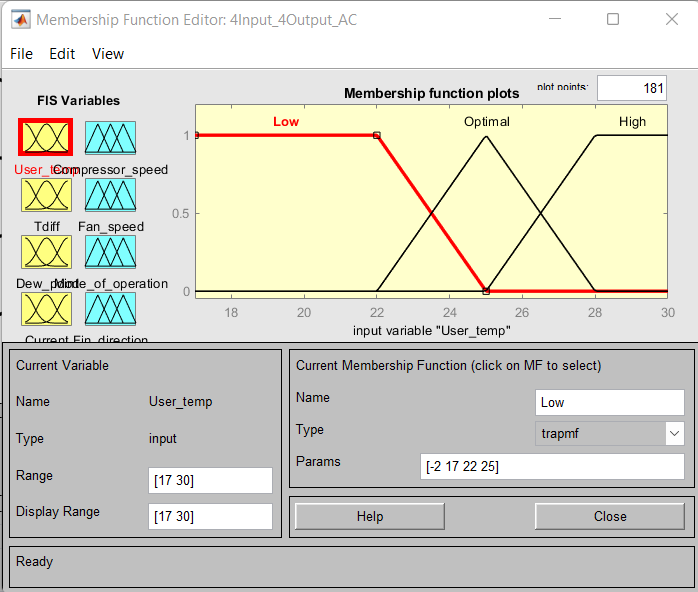 Membership Function Editor: 4Input_4Output_AC
File Edit View
FIS Variables
User_temp Compressor_speed
Tdiff Fan_speed
Dew_point Mode_of_operation
Fin_direction
Membership function plots
plot points:
181
Low Optimal High
1
0.5
0
18 20 22 24 26 28 30
input variable "User_temp"
Current Variable
Name User_temp
Type input
Range [17 30]
Display Range [17 30]
Current Membership Function (click on MF to select)
Name Low
Type trapmf
Params [-2 17 22 25]
Help Close
Ready